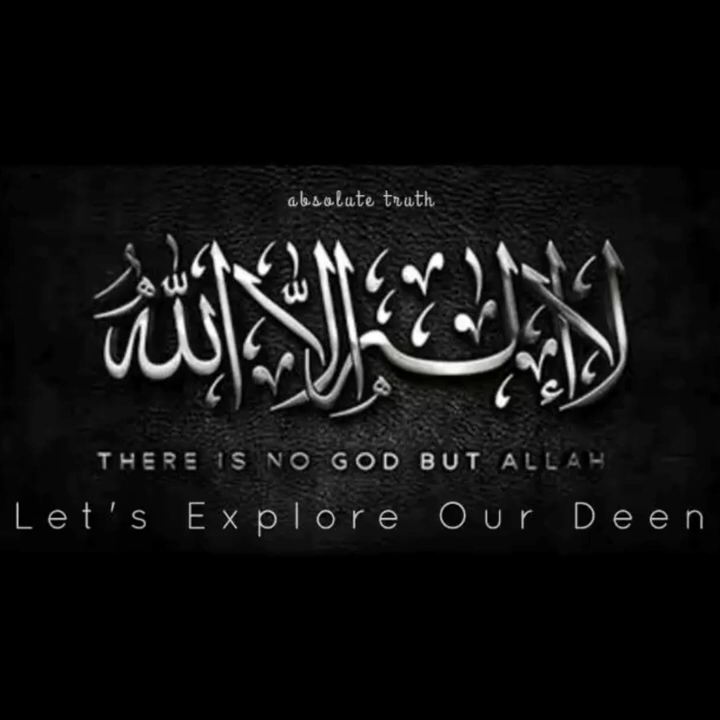 absolute truth
لا إله إلا الله
THERE IS NO GOD BUT ALLAH
Let's Explore Our Deen